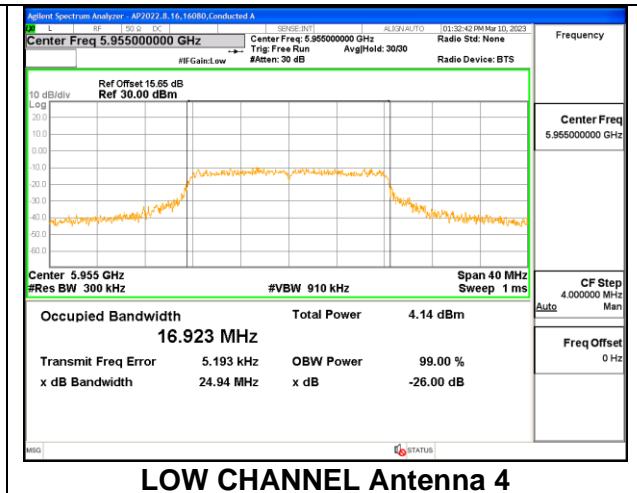 Agilent Spectrum Analyzer - AP2022.8.16,16080,Conducted A
L RF 50 Ω DC SENSE:INT ALIGN AUTO 01:32:42 PM Mar 10, 2023
Center Freq 5.955000000 GHz Center Freq: 5.955000000 GHz Radio Std: None Frequency
Trig: Free Run Avg|Hold: 30/30
#IFGain:Low #Atten: 30 dB Radio Device: BTS
Ref Offset 15.65 dB
10 dB/div Ref 30.00 dBm
Log
20.0
10.0
0.00
-10.0
-20.0
-30.0
-40.0
-50.0
-60.0
Center Freq
5.955000000 GHz
Center 5.955 GHz Span 40 MHz
#Res BW 300 kHz #VBW 910 kHz Sweep 1 ms
CF Step
4.000000 MHz
Auto Man
Occupied Bandwidth Total Power 4.14 dBm
16.923 MHz
Freq Offset
0 Hz
Transmit Freq Error 5.193 kHz OBW Power 99.00 %
x dB Bandwidth 24.94 MHz x dB -26.00 dB
MSG STATUS
LOW CHANNEL Antenna 4